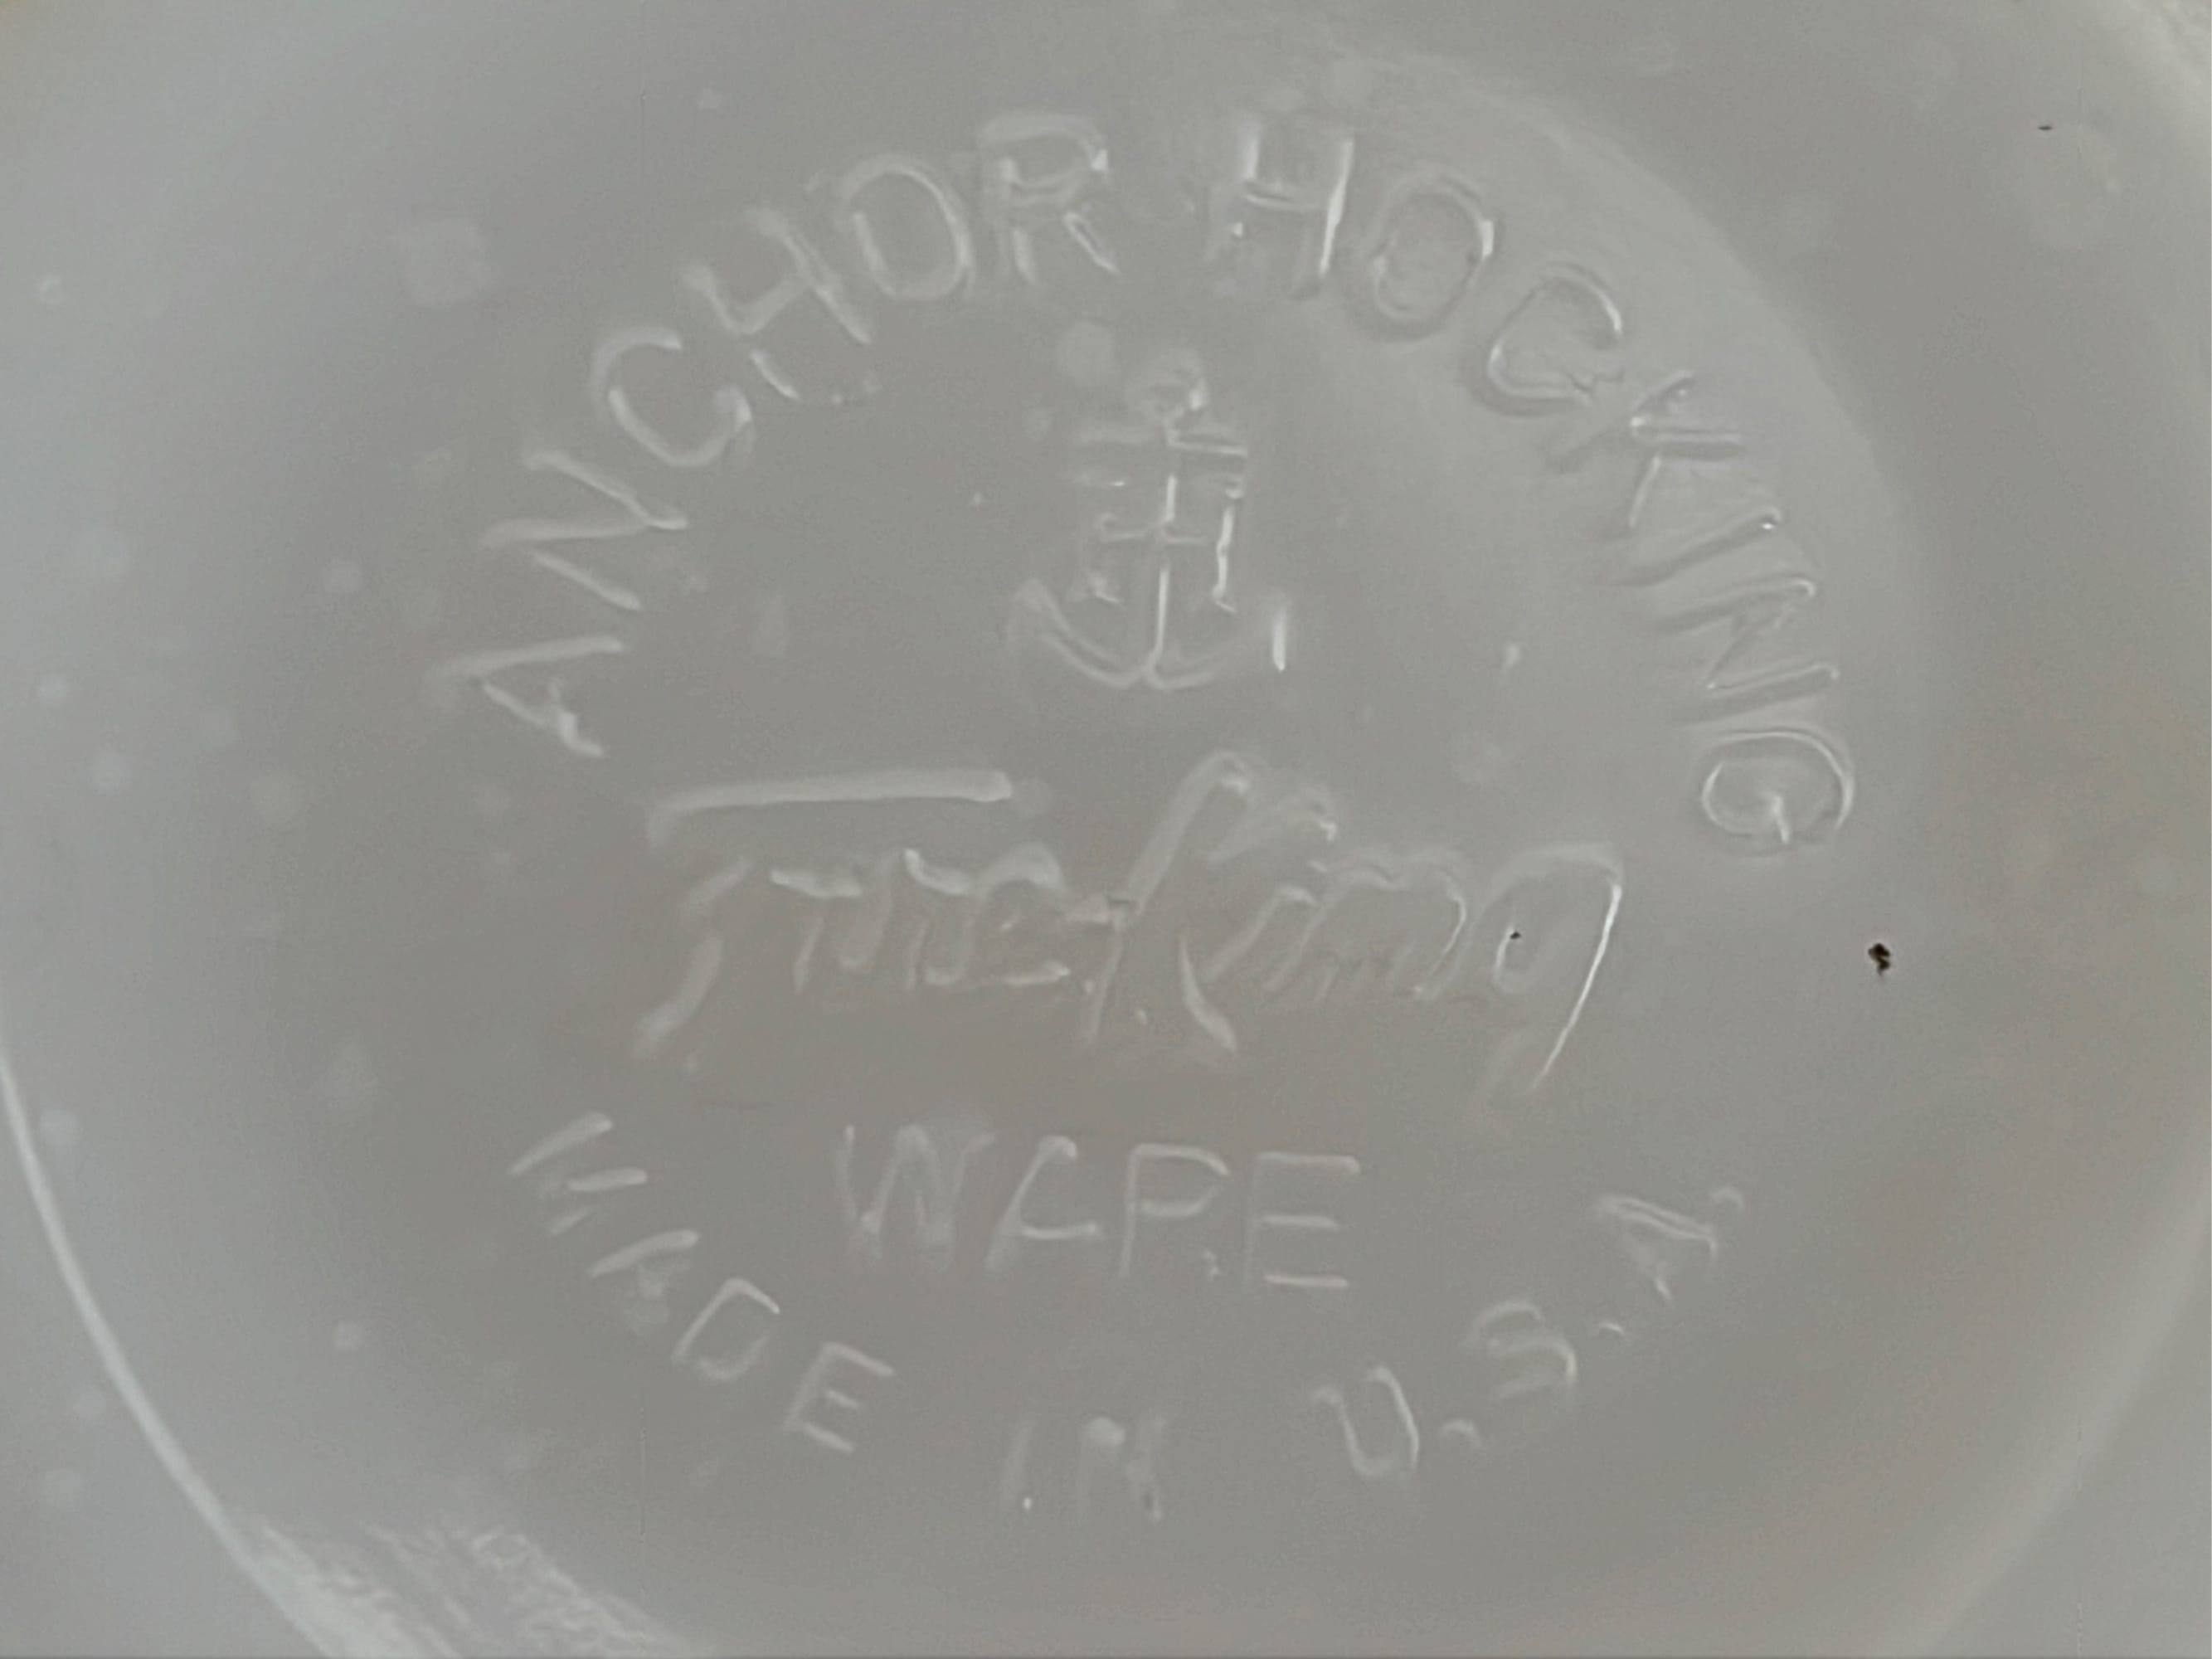 ANCHOR HOCKING
H
Fire King
WARE
MADE IN U.S.A.